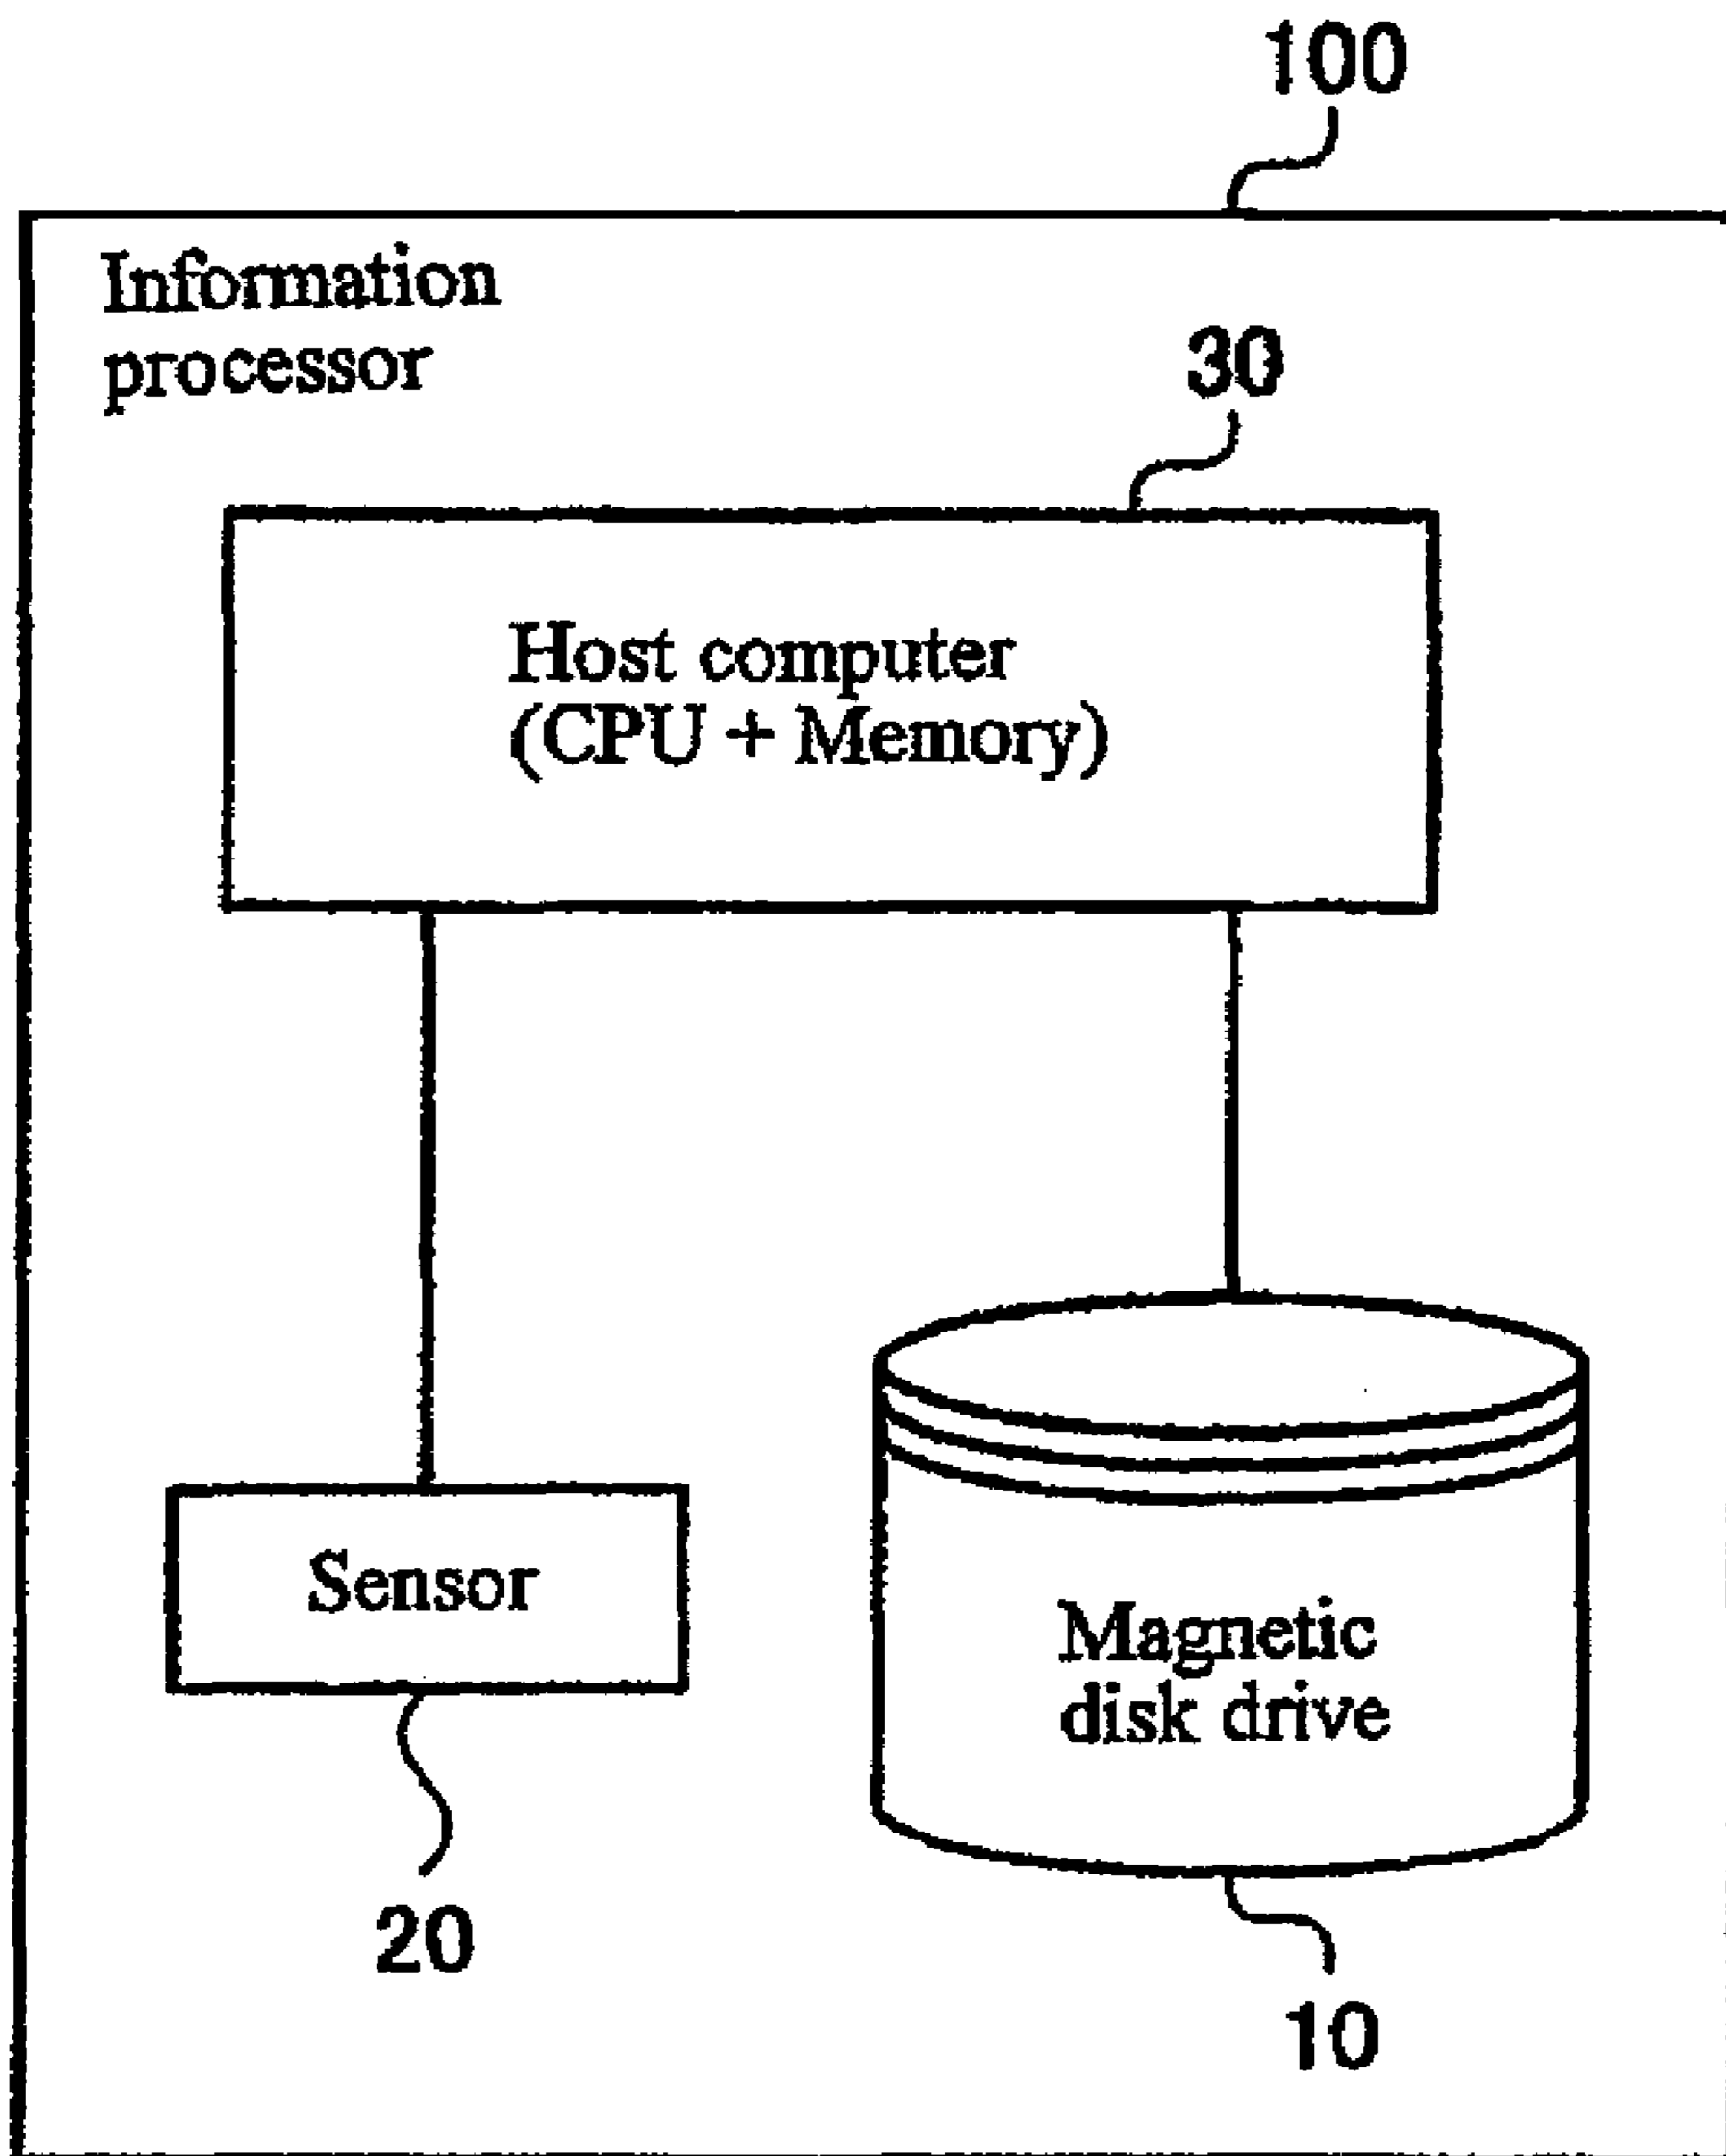 100
Information
processor
30
Host computer
(CPU + Memory)
Sensor
Magnetic
disk drive
20
10